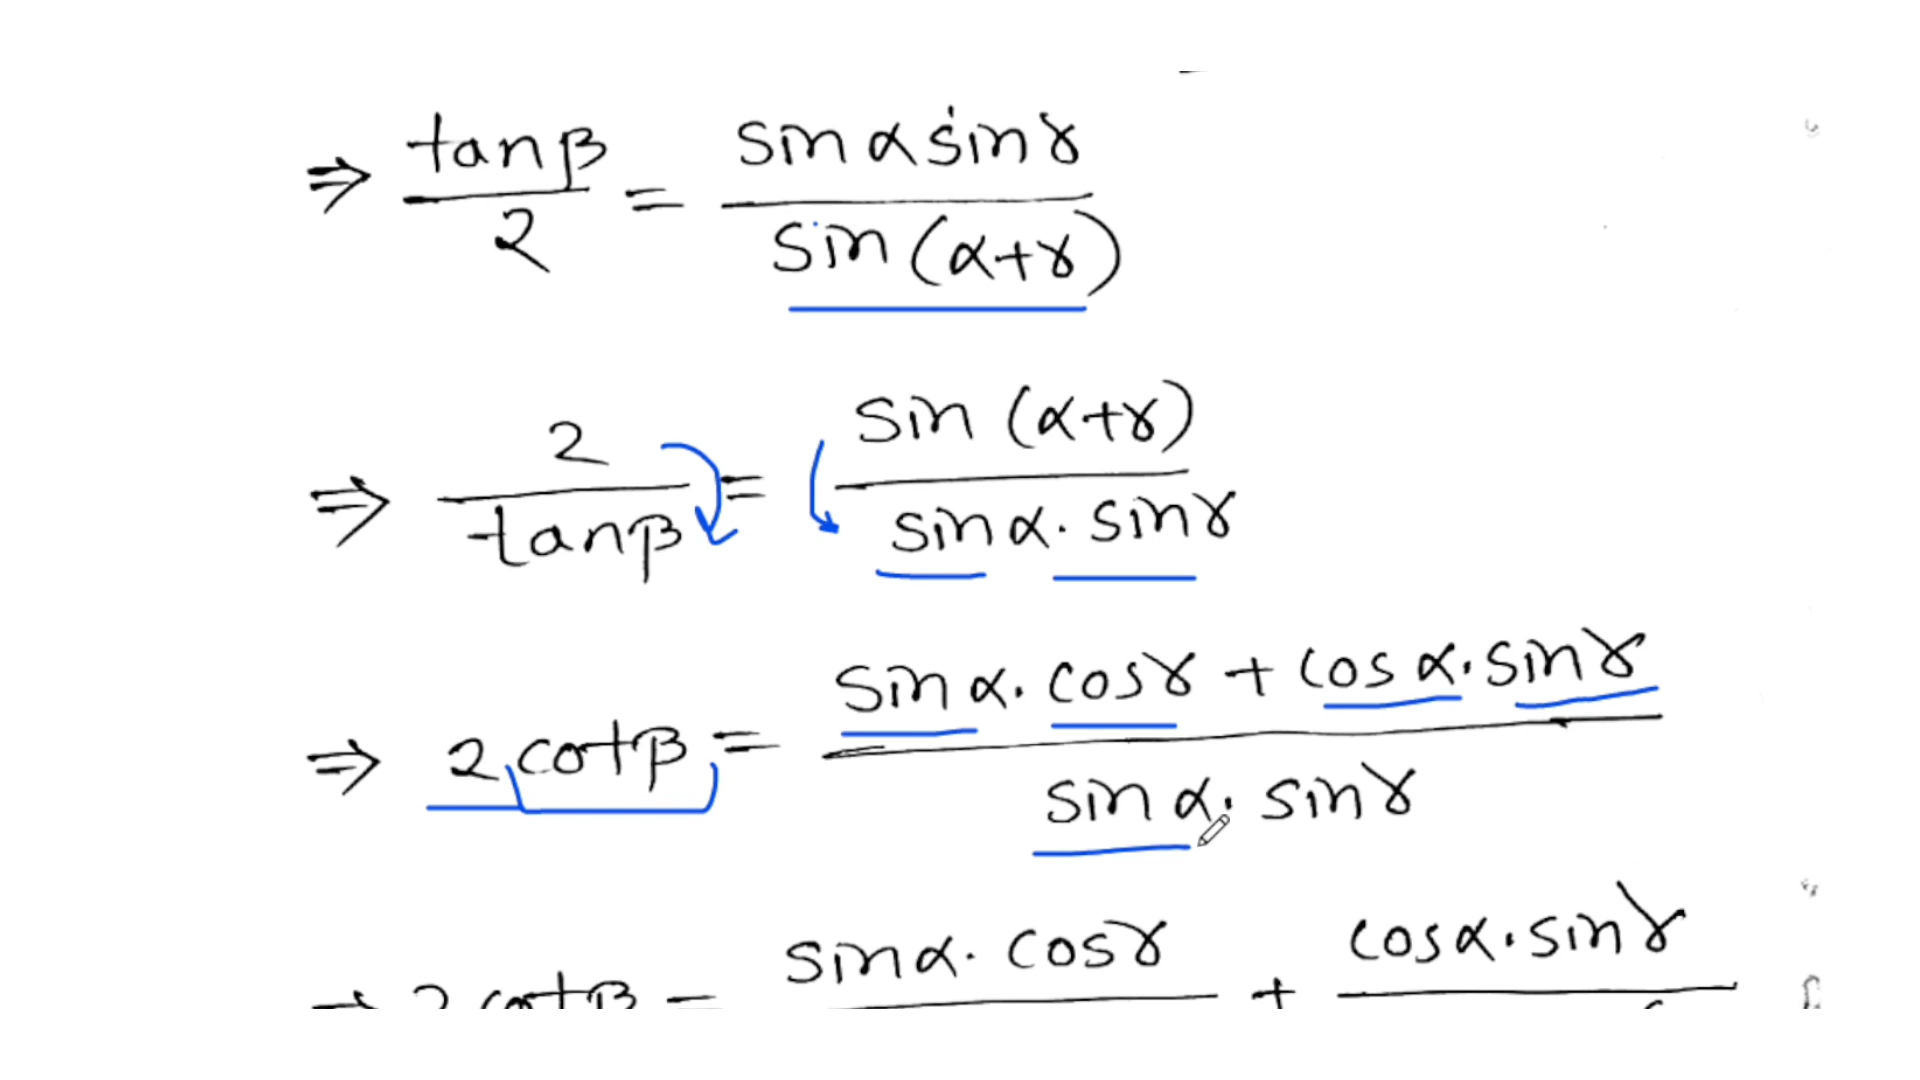 ⇒ tanβ/2 = sinα sinγ / sin(α+γ)
⇒ 2/tanβ = sin(α+γ) / sinα·sinγ
⇒ 2cotβ = sinα·cosγ + cosα·sinγ / sinα·sinγ
⇒ 2cotβ = sinα·cosγ + cosα·sinγ